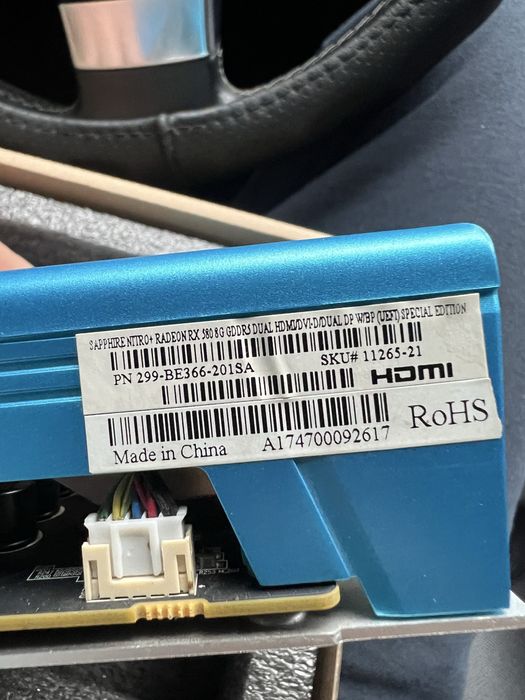 SAPPHIRE NITRO+ RADEON RX 580 8G GDDR5 DUAL HDMI/DVI-D/DUAL DP W/BP (UEFI) SPECIAL EDITION
PN 299-BE366-201SA SKU# 11265-21
HDMI
Made in China A174700092617 RoHS